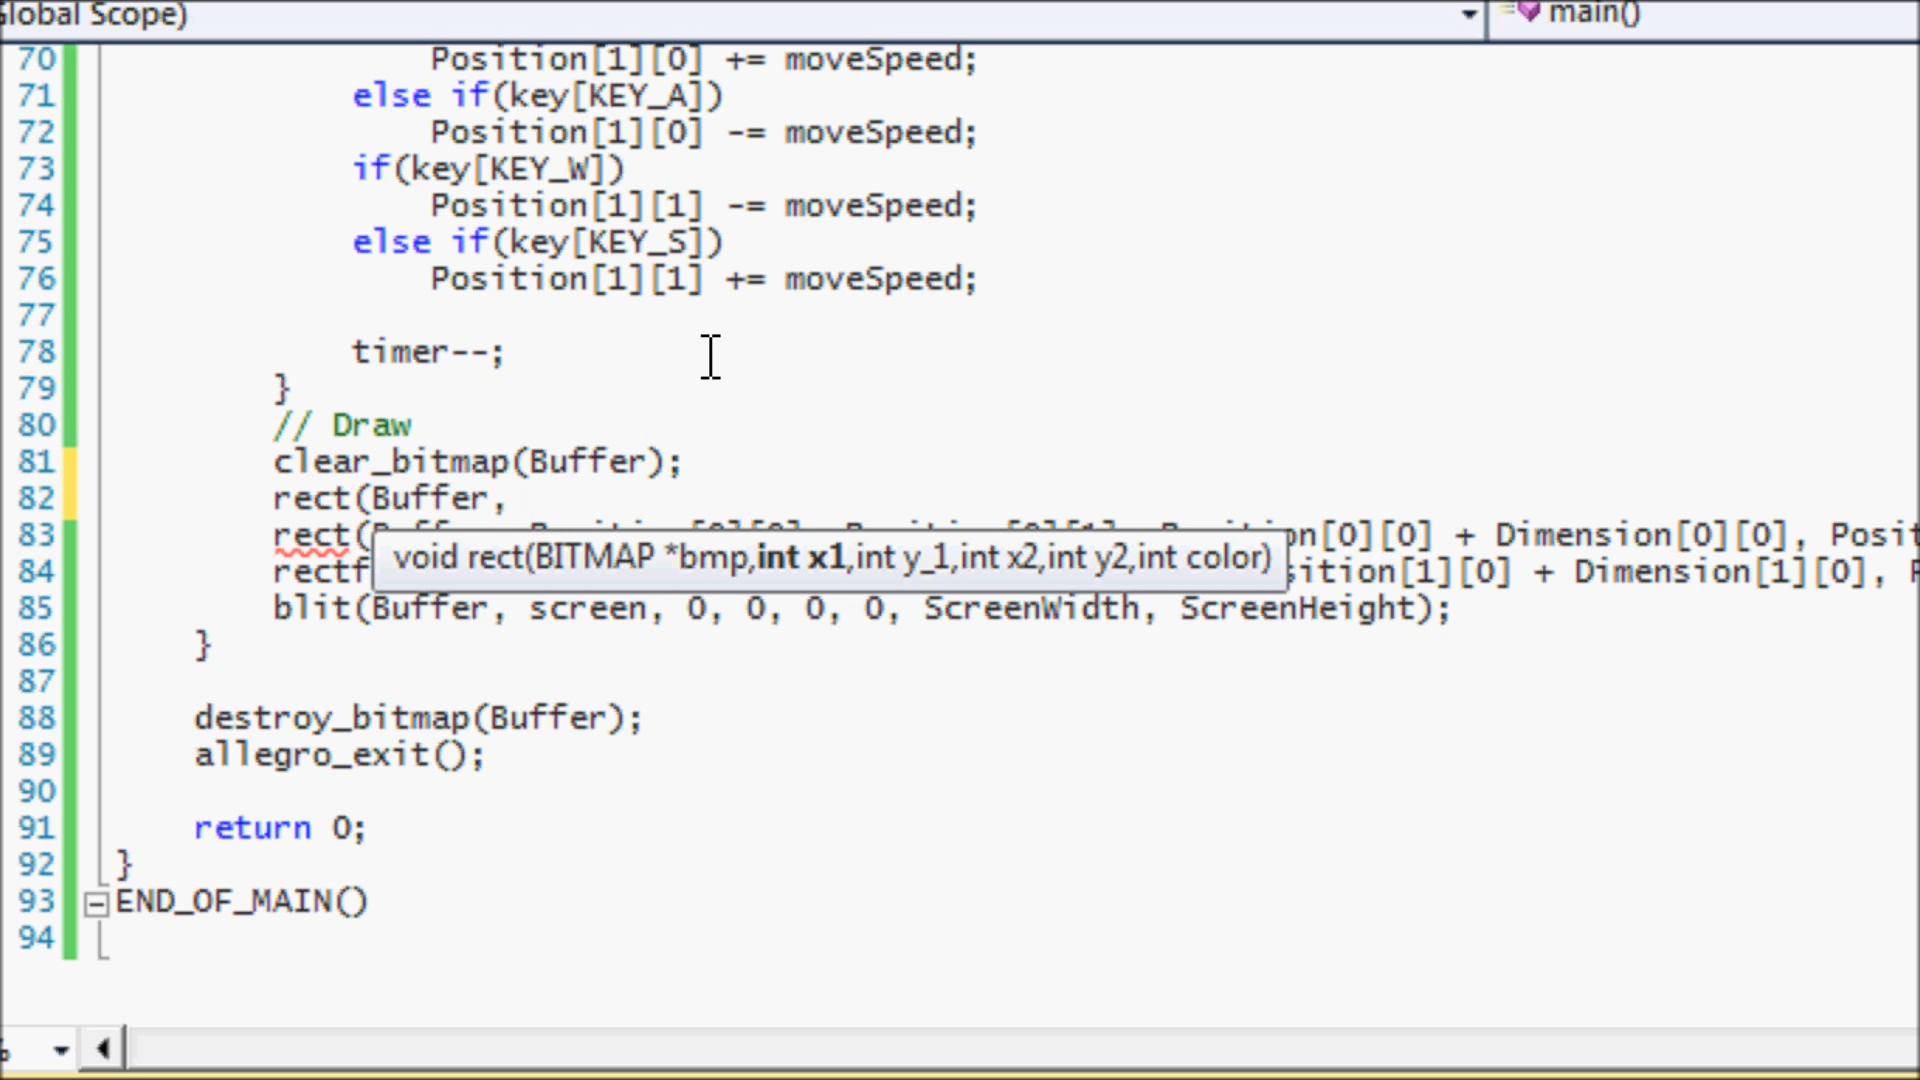 Global Scope) main()
70 Position[1][0] += moveSpeed;
71 else if(key[KEY_A])
72 Position[1][0] -= moveSpeed;
73 if(key[KEY_W])
74 Position[1][1] -= moveSpeed;
75 else if(key[KEY_S])
76 Position[1][1] += moveSpeed;
77
78 timer--;
79 }
80 // Draw
81 clear_bitmap(Buffer);
82 rect(Buffer,
83 rect( Position[0][0] + Dimension[0][0], Posit
void rect(BITMAP *bmp,int x1,int y_1,int x2,int y2,int color)
84 rectf sition[1][0] + Dimension[1][0],
85 blit(Buffer, screen, 0, 0, 0, 0, ScreenWidth, ScreenHeight);
86 }
87
88 destroy_bitmap(Buffer);
89 allegro_exit();
90
91 return 0;
92 }
93 END_OF_MAIN()
94